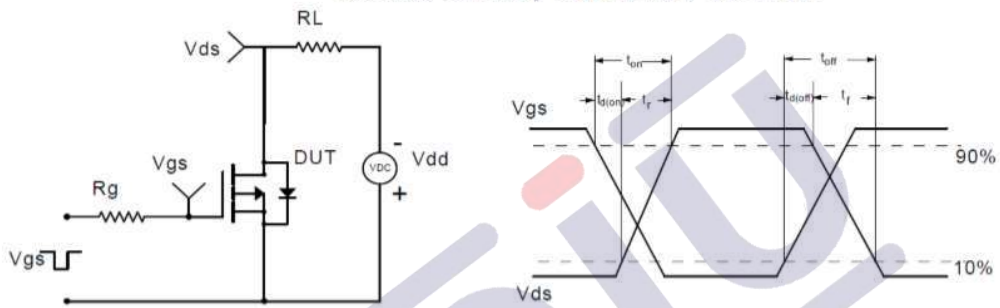 RL
Vds
DUT
Vgs
Rg
Vgs
VDC
-
+
Vdd
ton
toff
td(on)
tr
td(off)
tf
Vgs
90%
10%
Vds